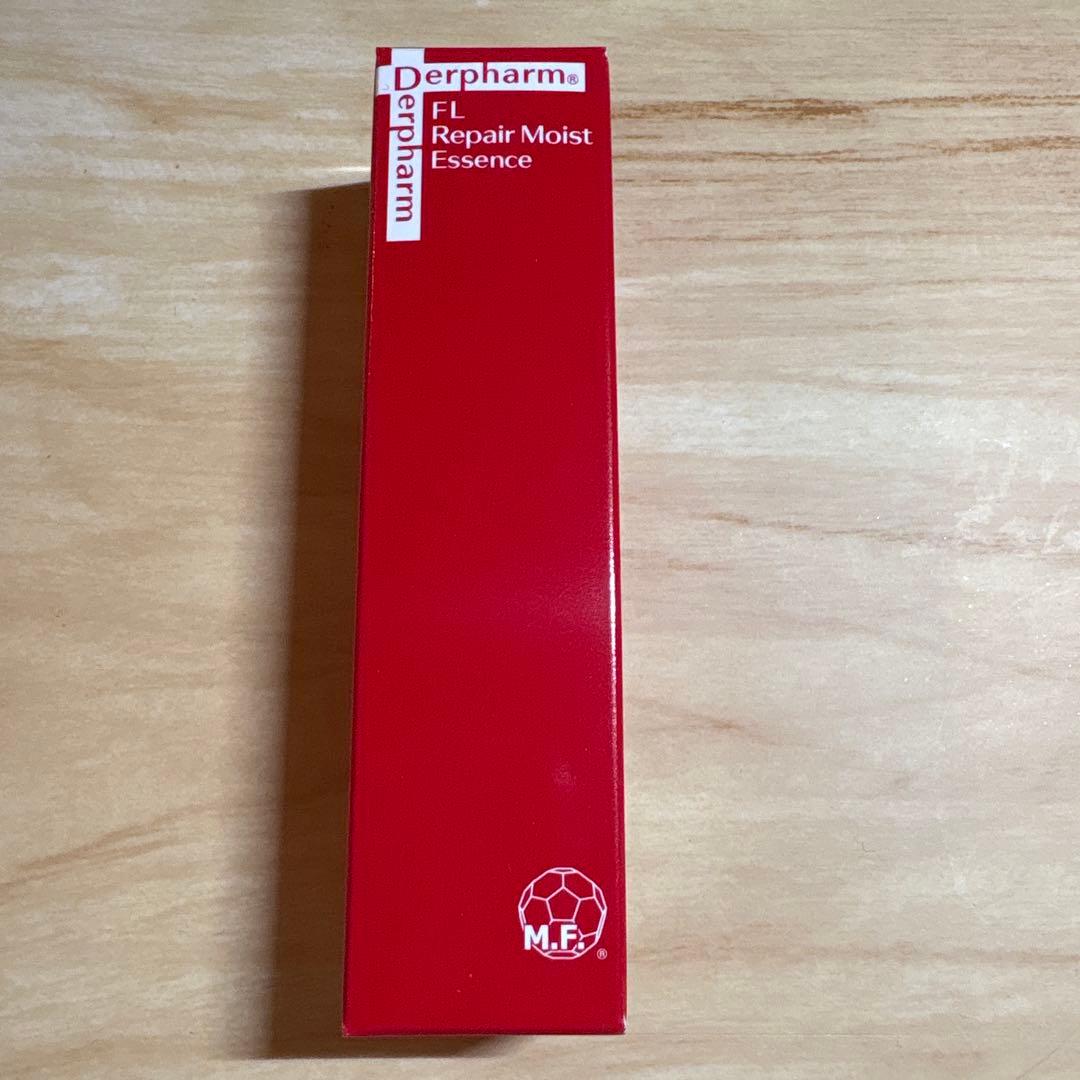 Derpharm®
Derpharm
FL
Repair Moist
Essence
M.F.
®